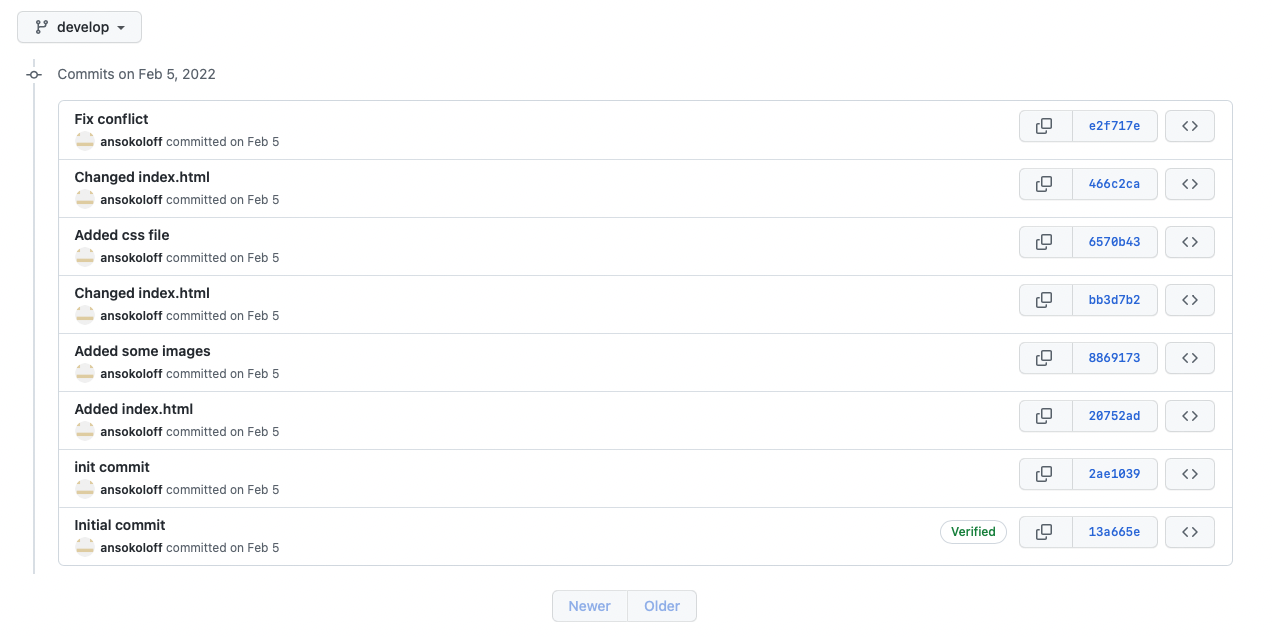 develop
Commits on Feb 5, 2022
Fix conflict
ansokoloff committed on Feb 5
e2f717e
Changed index.html
ansokoloff committed on Feb 5
466c2ca
Added css file
ansokoloff committed on Feb 5
6570b43
Changed index.html
ansokoloff committed on Feb 5
bb3d7b2
Added some images
ansokoloff committed on Feb 5
8869173
Added index.html
ansokoloff committed on Feb 5
20752ad
init commit
ansokoloff committed on Feb 5
2ae1039
Initial commit
ansokoloff committed on Feb 5
Verified
13a665e
Newer Older